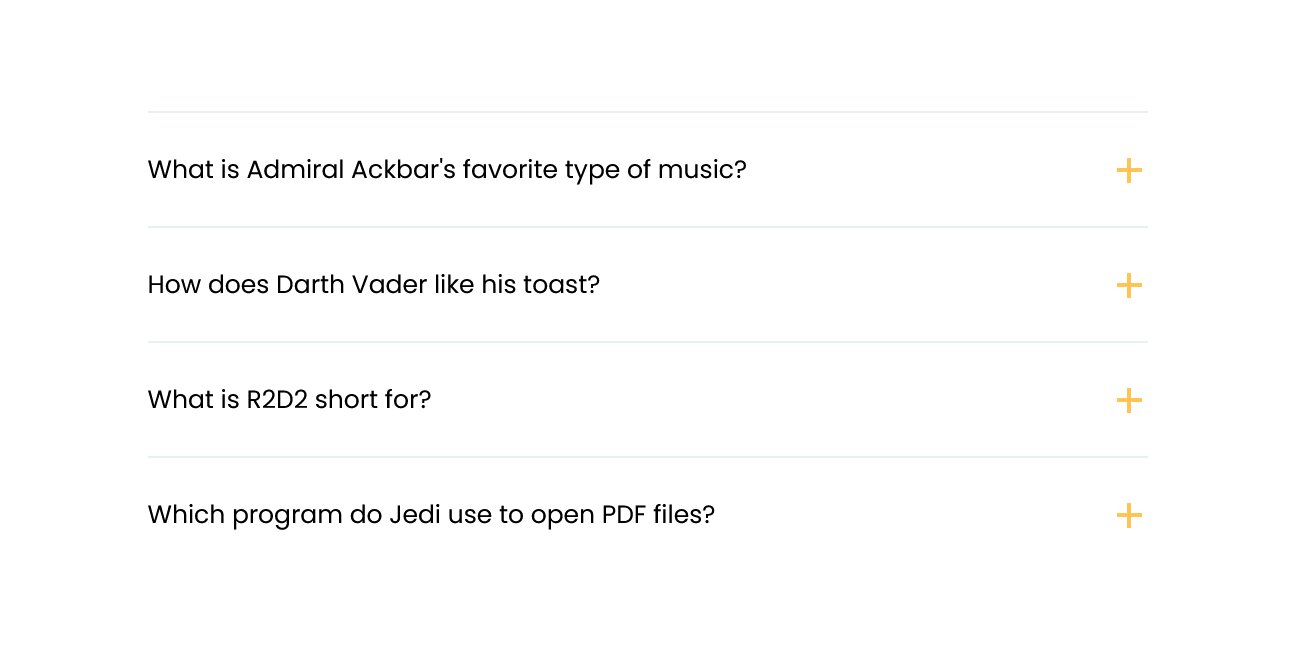 What is Admiral Ackbar's favorite type of music?
How does Darth Vader like his toast?
What is R2D2 short for?
Which program do Jedi use to open PDF files?